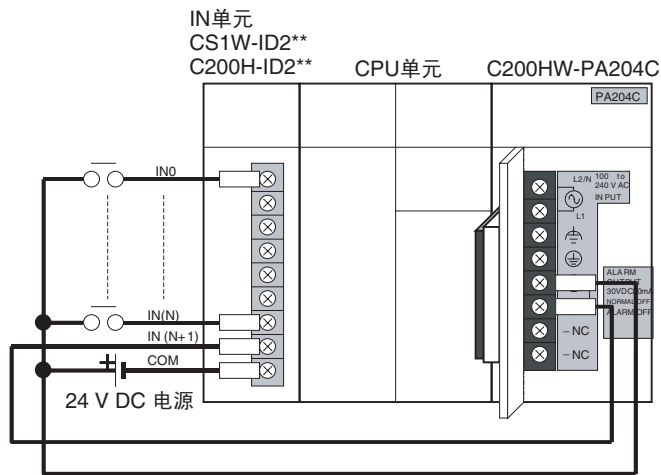 IN单元
CS1W-ID2**
C200H-ID2**
CPU单元
C200HW-PA204C
PA204C
IN0
L2/N
100 to
240 V AC
INPUT
L1
ALARM
OUTPUT
30VDC
mA
NORMAL:OFF
ALARM:OFF
IN(N)
IN (N+1)
NC
COM
NC
24 V DC 电源